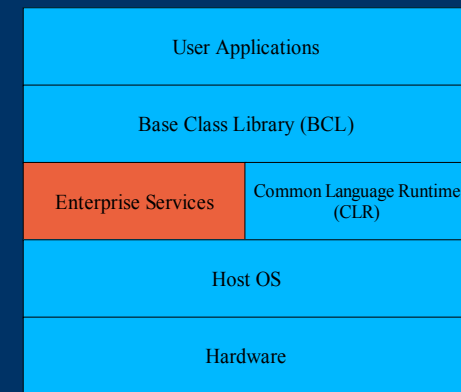 User Applications
Base Class Library (BCL)
Enterprise Services
Common Language Runtime
(CLR)
Host OS
Hardware